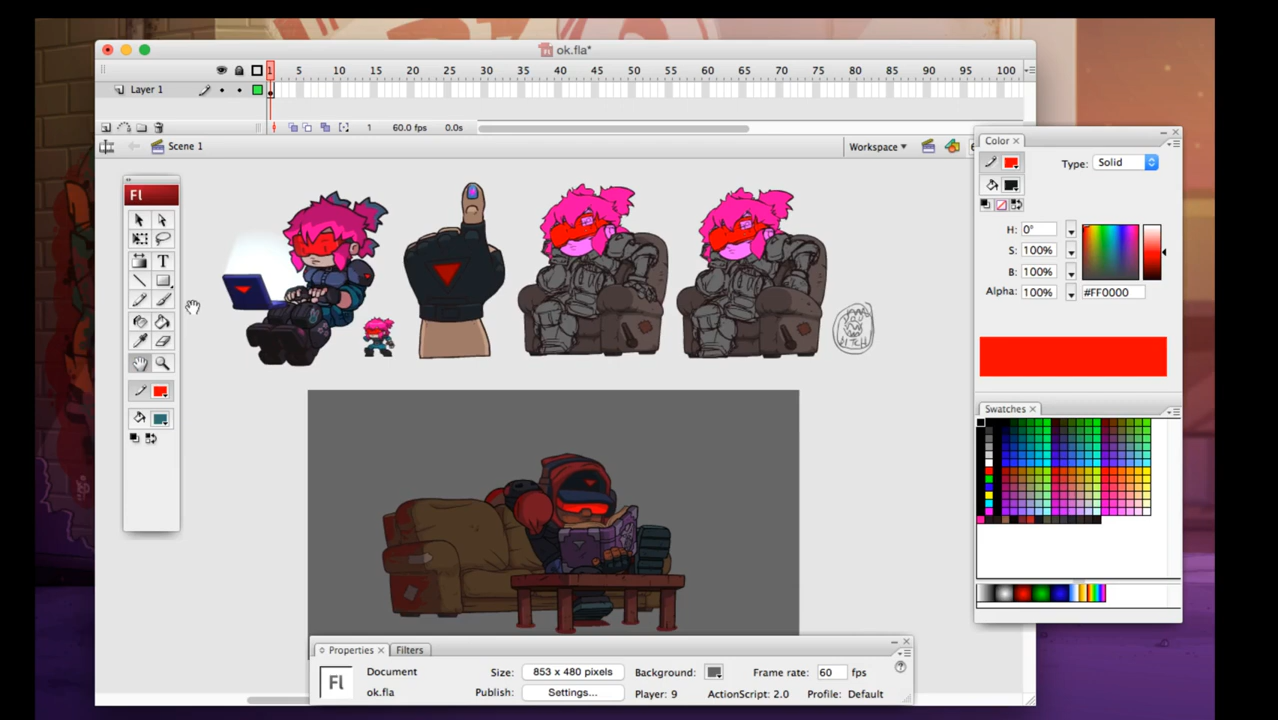 ok.fla*
1 5 10 15 20 25 30 35 40 45 50 55 60 65 70 75 80 85 90 95 100
Layer 1
1 60.0 fps 0.0s
Scene 1
Workspace
Fl
T
Color
Type: Solid
H: 0°
S: 100%
B: 100%
Alpha: 100% #FF0000
Swatches
Properties Filters
Fl
Document
ok.fla
Size: 853 x 480 pixels Background: Frame rate: 60 fps
Publish: Settings... Player: 9 ActionScript: 2.0 Profile: Default